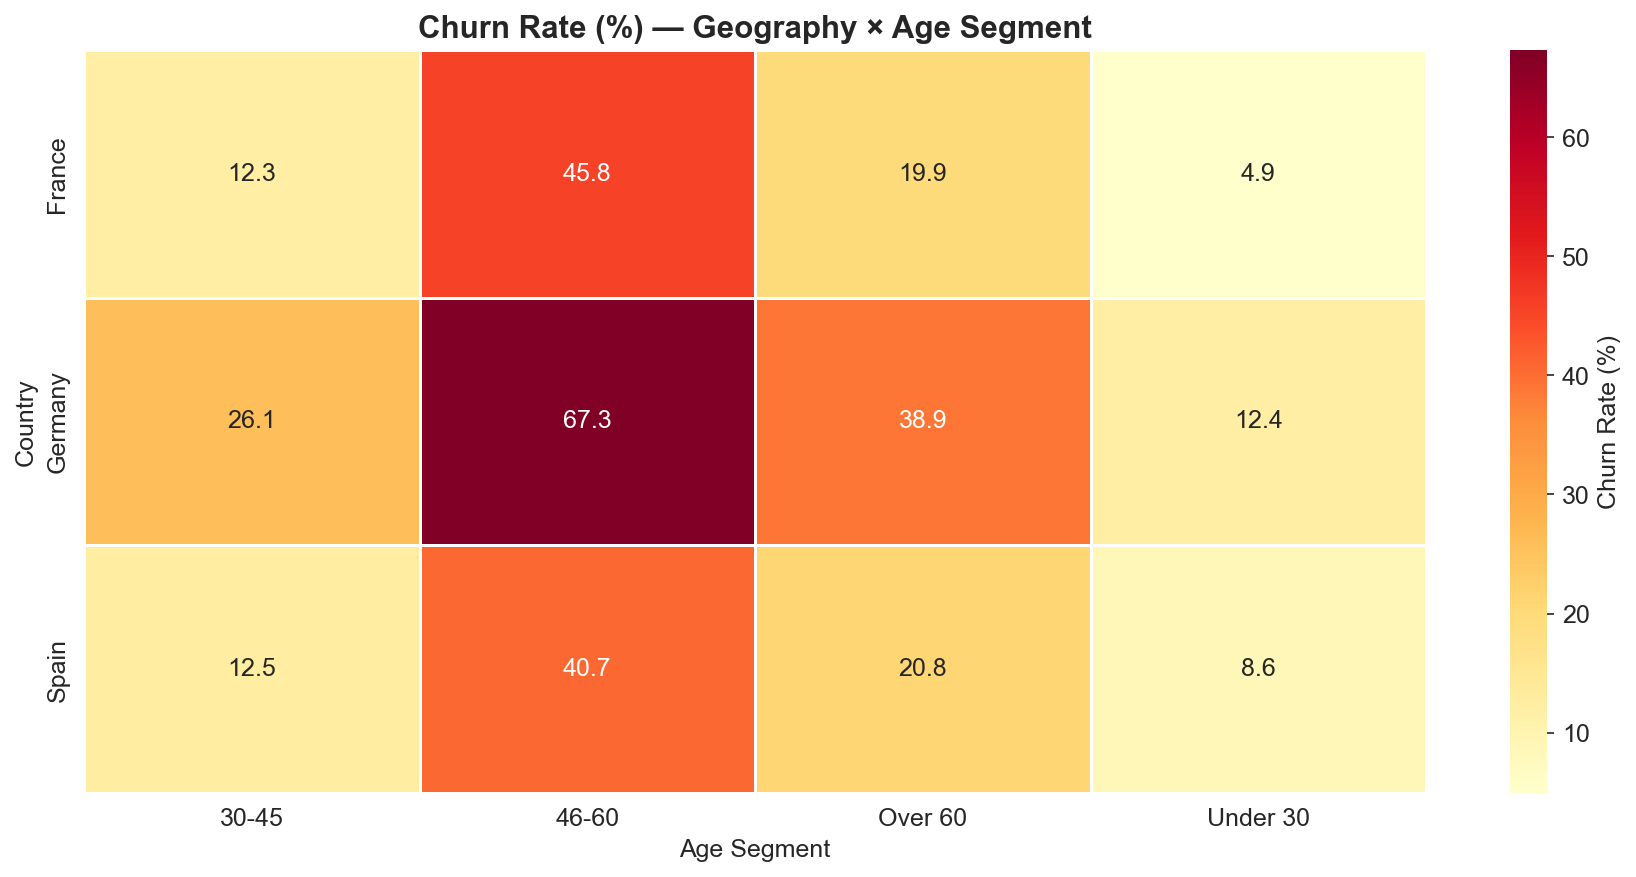 Churn Rate (%) — Geography × Age Segment
Country
France
12.3 45.8 19.9 4.9
Germany
26.1 67.3 38.9 12.4
Spain
12.5 40.7 20.8 8.6
30-45 46-60 Over 60 Under 30
Age Segment
60
50
40
30
20
10
Churn Rate (%)